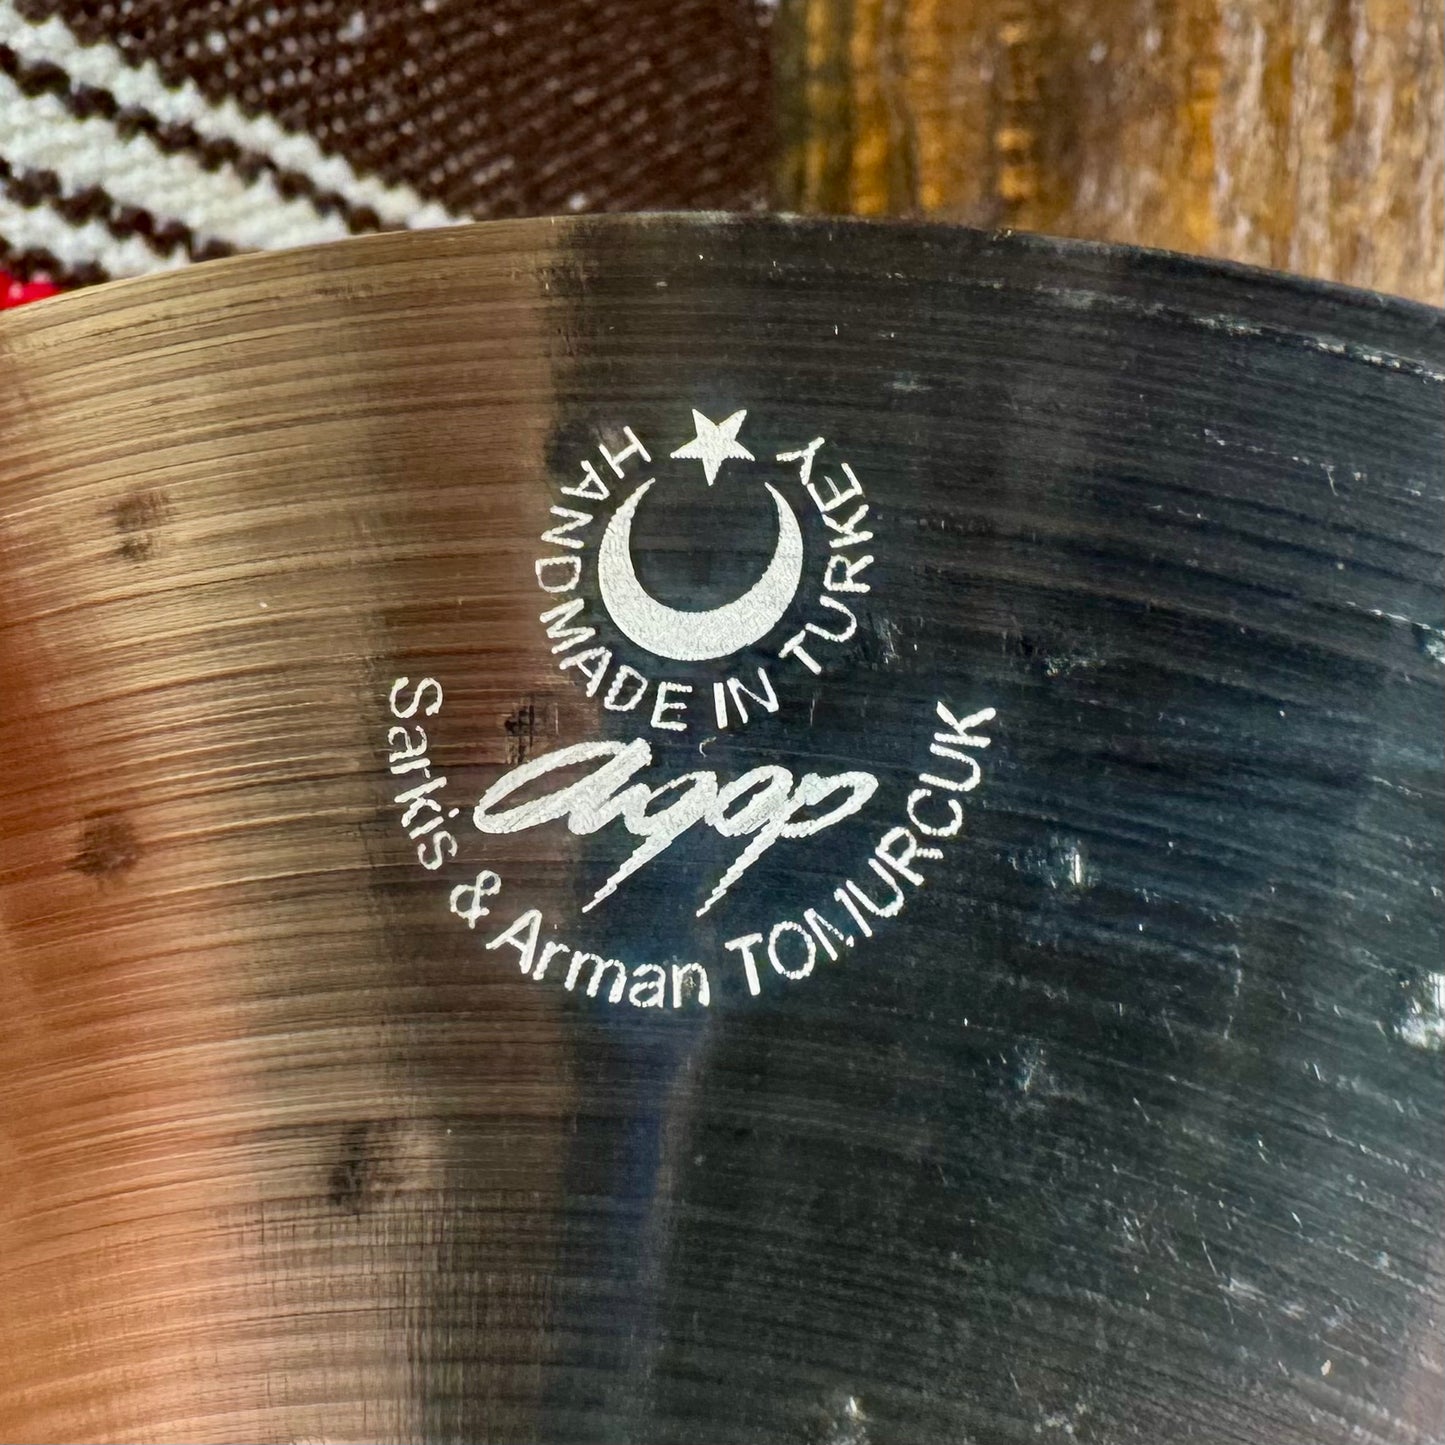 HANDMADE IN TURKEY
Agop
Sarkis & Arman TOMURCUK